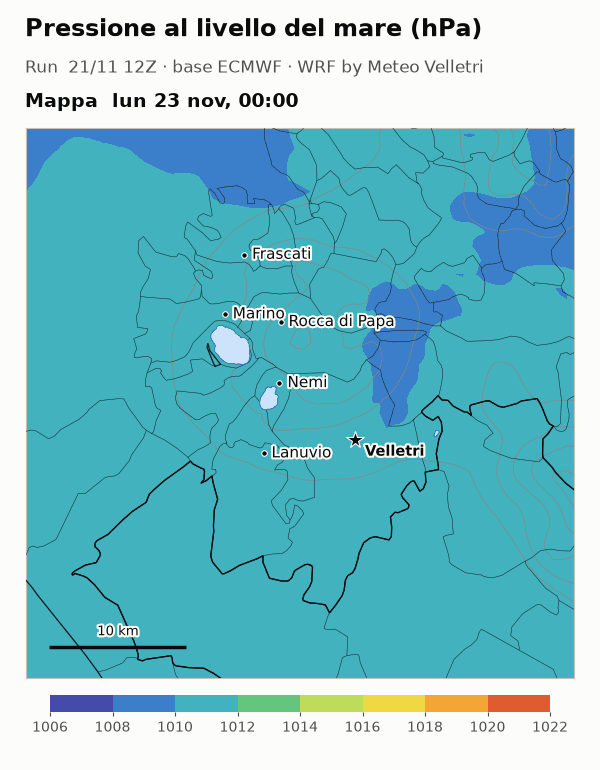 Pressione al livello del mare (hPa)
Run  21/11 12Z · base ECMWF · WRF by Meteo Velletri
Mappa  lun 23 nov, 00:00
Frascati
Marino
Rocca di Papa
Nemi
Velletri
Lanuvio
10 km
1006 1008 1010 1012 1014 1016 1018 1020 1022